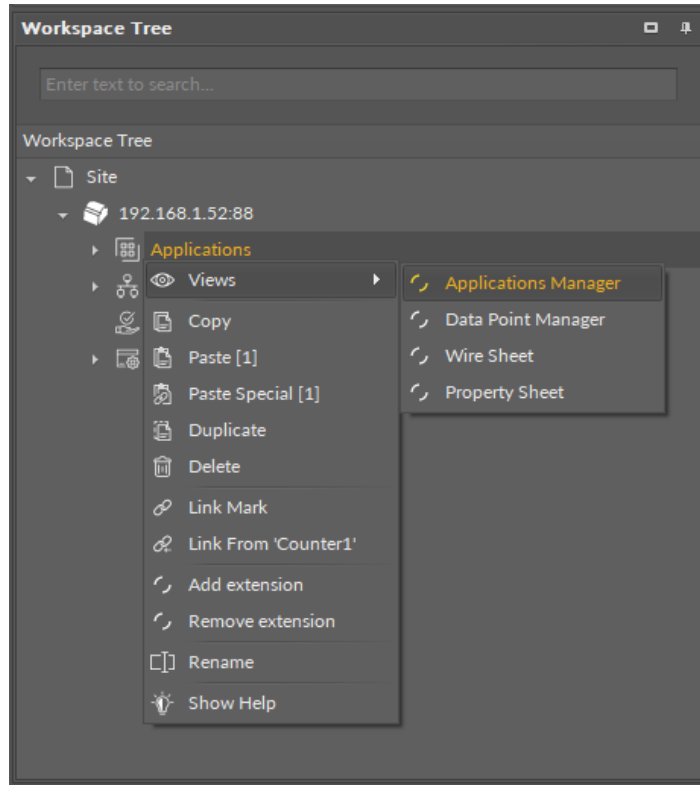 Workspace Tree
Enter text to search...
Workspace Tree
Site
192.168.1.52:88
Applications
Views
Copy
Paste [1]
Paste Special [1]
Duplicate
Delete
Link Mark
Link From 'Counter1'
Add extension
Remove extension
Rename
Show Help
Applications Manager
Data Point Manager
Wire Sheet
Property Sheet